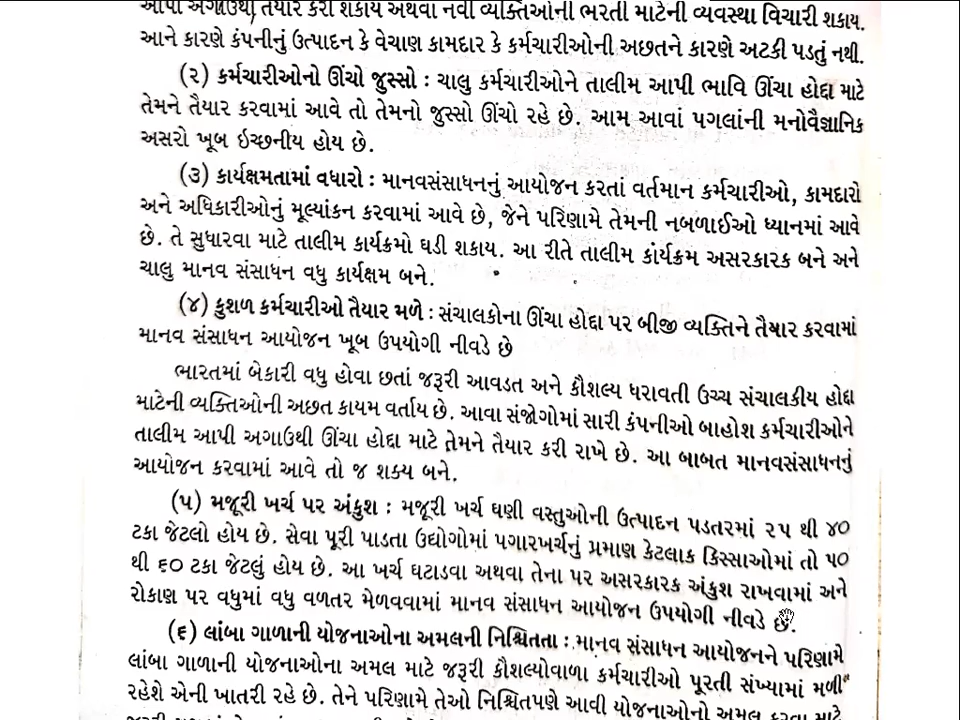 આપી અગાઉથી તૈયાર કરી શકાય અથવા નવી વ્યક્તિઓની ભરતી માટેની વ્યવસ્થા વિચારી શકાય.
આને કારણે કંપનીનું ઉત્પાદન કે વેચાણ કામદાર કે કર્મચારીઓની અછતને કારણે અટકી પડતું નથી.
(૨) કર્મચારીઓનો ઊંચો જુસ્સો : ચાલુ કર્મચારીઓને તાલીમ આપી ભાવિ ઊંચા હોદ્દા માટે
તેમને તૈયાર કરવામાં આવે તો તેમનો જુસ્સો ઊંચો રહે છે. આમ આવાં પગલાંની મનોવૈજ્ઞાનિક
અસરો ખૂબ ઇચ્છનીય હોય છે.
(૩) કાર્યક્ષમતામાં વધારો : માનવસંસાધનનું આયોજન કરતાં વર્તમાન કર્મચારીઓ, કામદારો
અને અધિકારીઓનું મૂલ્યાંકન કરવામાં આવે છે, જેને પરિણામે તેમની નબળાઈઓ ધ્યાનમાં આવે
છે. તે સુધારવા માટે તાલીમ કાર્યક્રમો ઘડી શકાય. આ રીતે તાલીમ કાર્યક્રમ અસરકારક બને અને
ચાલુ માનવ સંસાધન વધુ કાર્યક્ષમ બને.
(૪) કુશળ કર્મચારીઓ તૈયાર મળે : સંચાલકોના ઊંચા હોદ્દા પર બીજી વ્યક્તિને તૈયાર કરવામાં
માનવ સંસાધન આયોજન ખૂબ ઉપયોગી નીવડે છે
ભારતમાં બેકારી વધુ હોવા છતાં જરૂરી આવડત અને કૌશલ્ય ધરાવતી ઉચ્ચ સંચાલકીય હોદ્દા
માટેની વ્યક્તિઓની અછત કાયમ વર્તાય છે. આવા સંજોગોમાં સારી કંપનીઓ બાહોશ કર્મચારીઓને
તાલીમ આપી અગાઉથી ઊંચા હોદ્દા માટે તેમને તૈયાર કરી રાખે છે. આ બાબત માનવસંસાધનનું
આયોજન કરવામાં આવે તો જ શક્ય બને.
(૫) મજૂરી ખર્ચ પર અંકુશ : મજૂરી ખર્ચ ઘણી વસ્તુઓની ઉત્પાદન પડતરમાં ૨૫ થી ૪૦
ટકા જેટલો હોય છે. સેવા પૂરી પાડતા ઉદ્યોગોમાં પગારખર્ચનું પ્રમાણ કેટલાક કિસ્સાઓમાં તો ૫૦
થી ૬૦ ટકા જેટલું હોય છે. આ ખર્ચ ઘટાડવા અથવા તેના પર અસરકારક અંકુશ રાખવામાં અને
રોકાણ પર વધુમાં વધુ વળતર મેળવવામાં માનવ સંસાધન આયોજન ઉપયોગી નીવડે છે.
(૬) લાંબા ગાળાની યોજનાઓના અમલની નિશ્ચિતતા : માનવ સંસાધન આયોજનને પરિણામે
લાંબા ગાળાની યોજનાઓના અમલ માટે જરૂરી કૌશલ્યોવાળા કર્મચારીઓ પૂરતી સંખ્યામાં મળી
રહેશે એની ખાતરી રહે છે. તેને પરિણામે તેઓ નિશ્ચિતપણે આવી યોજનાઓનો અમલ કરવા માટે